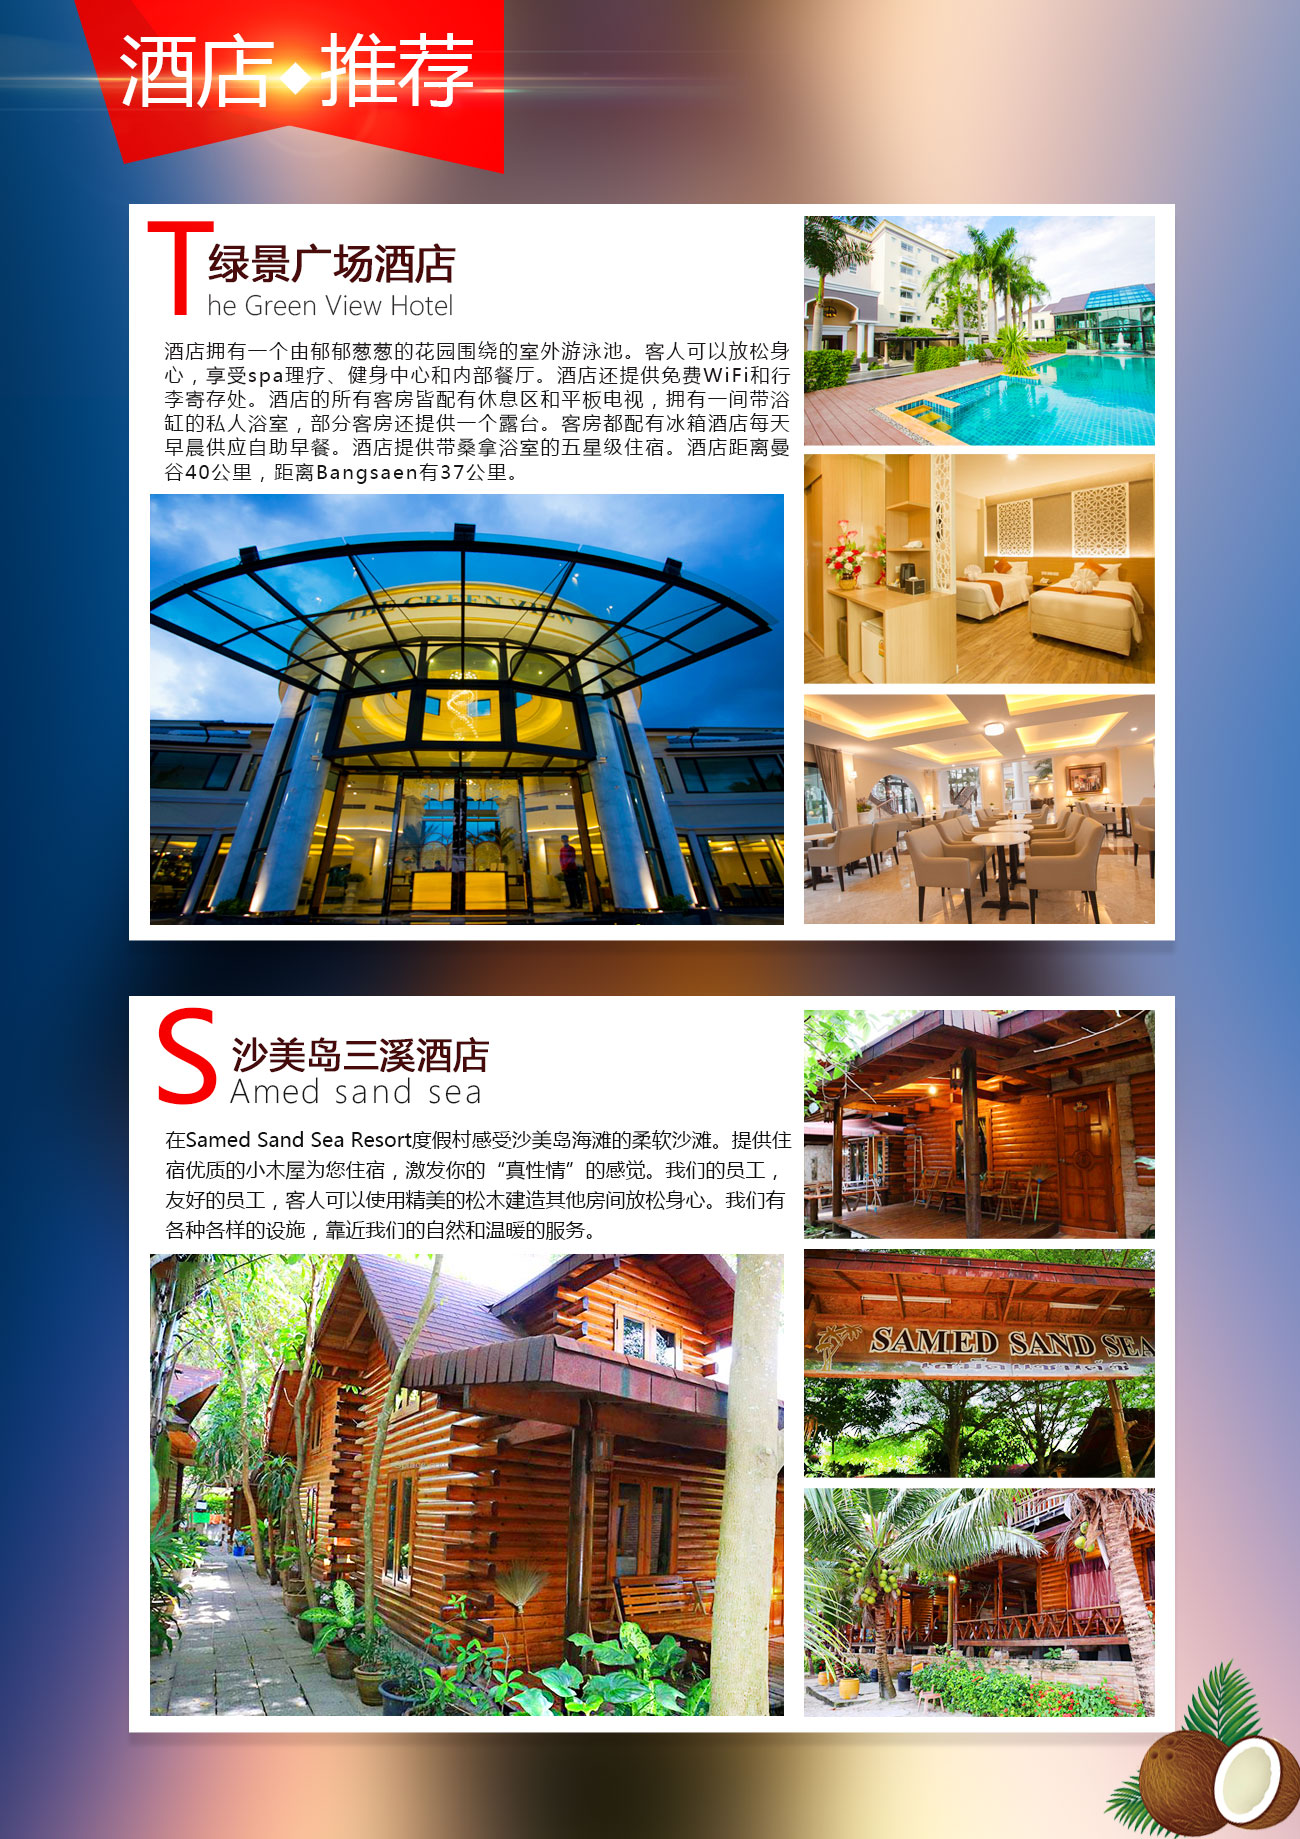 酒店◆推荐
绿景广场酒店
The Green View Hotel
酒店拥有一个由郁郁葱葱的花园围绕的室外游泳池。客人可以放松身
心，享受spa理疗、健身中心和内部餐厅。酒店还提供免费WiFi和行
李寄存处。酒店的所有客房皆配有休息区和平板电视，拥有一间带浴
缸的私人浴室，部分客房还提供一个露台。客房都配有冰箱酒店每天
早晨供应自助早餐。酒店提供带桑拿浴室的五星级住宿。酒店距离曼
谷40公里，距离Bangsaen有37公里。
THE GREEN VIEW
沙美岛三溪酒店
SAmed sand sea
在Samed Sand Sea Resort度假村感受沙美岛海滩的柔软沙滩。提供住
宿优质的小木屋为您住宿，激发你的“真性情”的感觉。我们的员工，
友好的员工，客人可以使用精美的松木建造其他房间放松身心。我们有
各种各样的设施，靠近我们的自然和温暖的服务。
SAMED SAND SEA